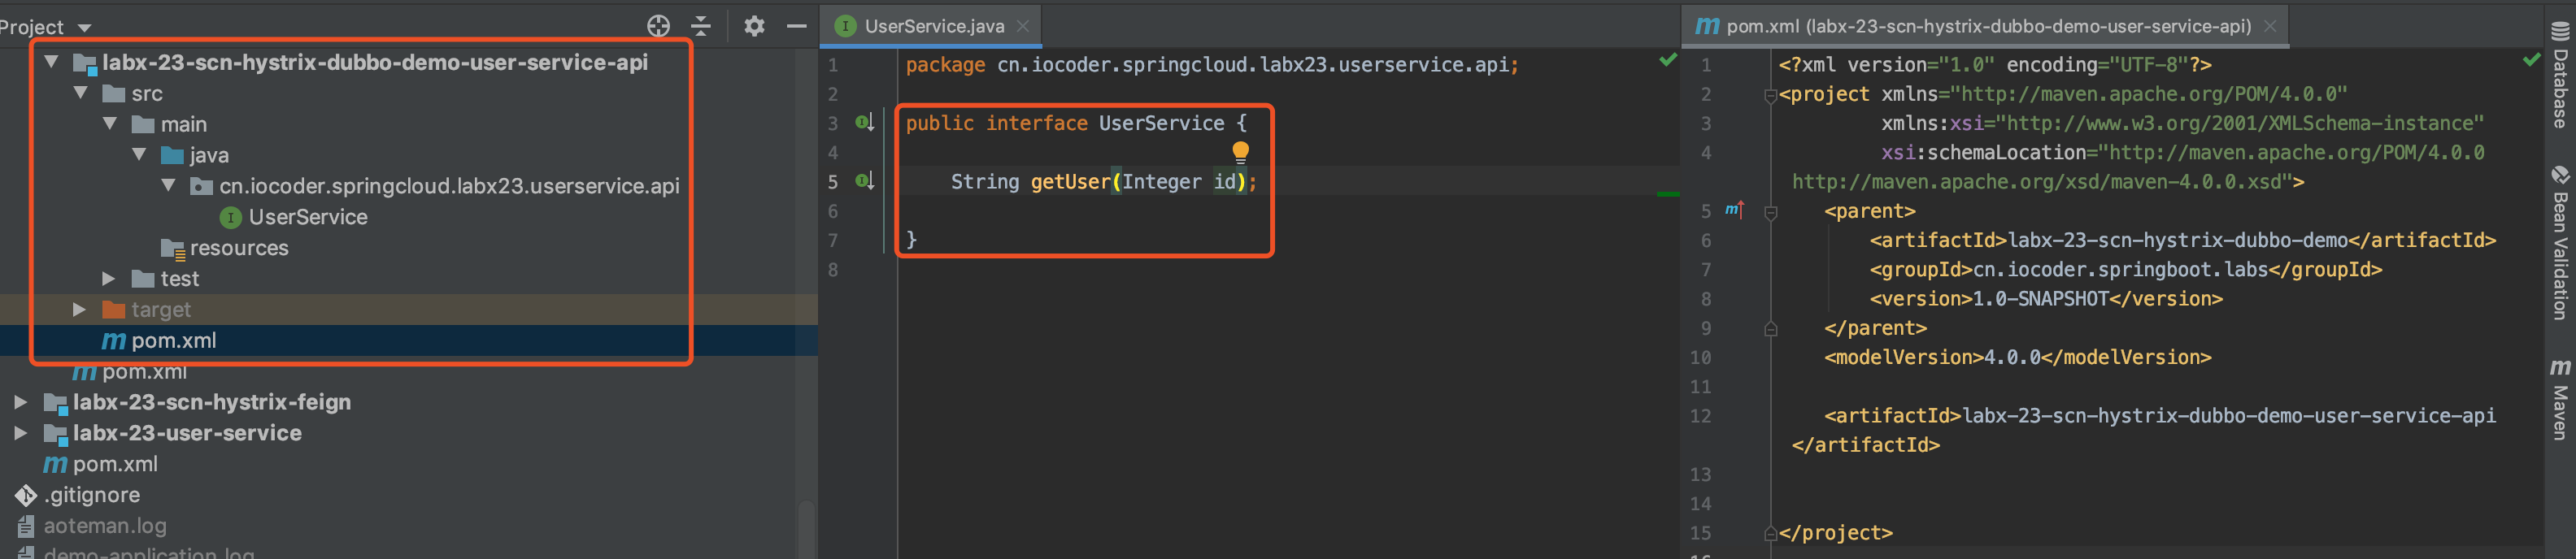 Project
labx-23-scn-hystrix-dubbo-demo-user-service-api
src
main
java
cn.iocoder.springcloud.labx23.userservice.api
UserService
resources
test
target
pom.xml
pom.xml
labx-23-scn-hystrix-feign
labx-23-user-service
pom.xml
.gitignore
aoteman.log
demo-application.log
UserService.java
1 package cn.iocoder.springcloud.labx23.userservice.api;
2
3 public interface UserService {
4
5 String getUser(Integer id);
6
7 }
8
pom.xml (labx-23-scn-hystrix-dubbo-demo-user-service-api)
1 <?xml version="1.0" encoding="UTF-8"?>
2 <project xmlns="http://maven.apache.org/POM/4.0.0"
3 xmlns:xsi="http://www.w3.org/2001/XMLSchema-instance"
4 xsi:schemaLocation="http://maven.apache.org/POM/4.0.0
http://maven.apache.org/xsd/maven-4.0.0.xsd">
5 <parent>
6 <artifactId>labx-23-scn-hystrix-dubbo-demo</artifactId>
7 <groupId>cn.iocoder.springboot.labs</groupId>
8 <version>1.0-SNAPSHOT</version>
9 </parent>
10 <modelVersion>4.0.0</modelVersion>
11
12 <artifactId>labx-23-scn-hystrix-dubbo-demo-user-service-api
</artifactId>
13
14
15 </project>
16
Database
Bean Validation
Maven